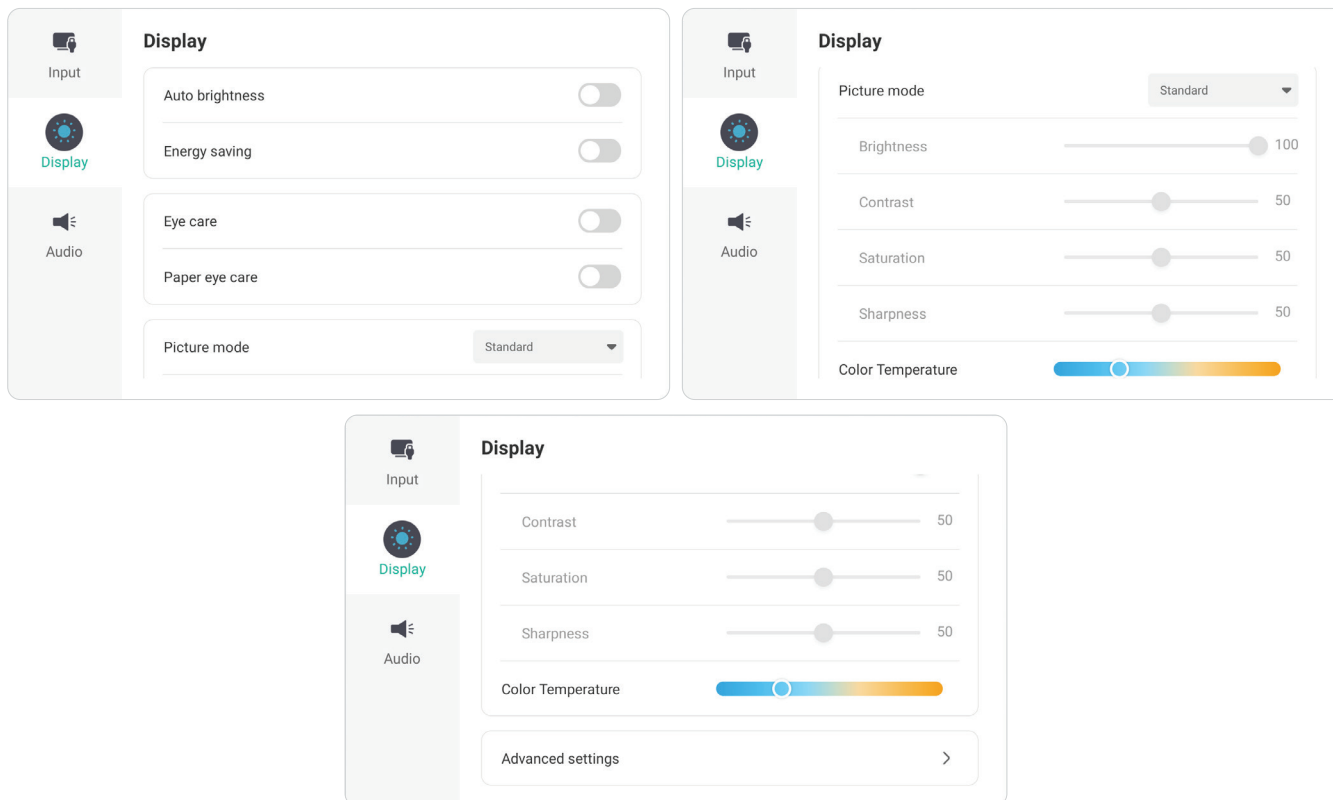 Input
Display
Audio
Display
Auto brightness
Energy saving
Eye care
Paper eye care
Picture mode Standard
Input
Display
Audio
Display
Picture mode Standard
Brightness 100
Contrast 50
Saturation 50
Sharpness 50
Color Temperature
Input
Display
Audio
Display
Contrast 50
Saturation 50
Sharpness 50
Color Temperature
Advanced settings